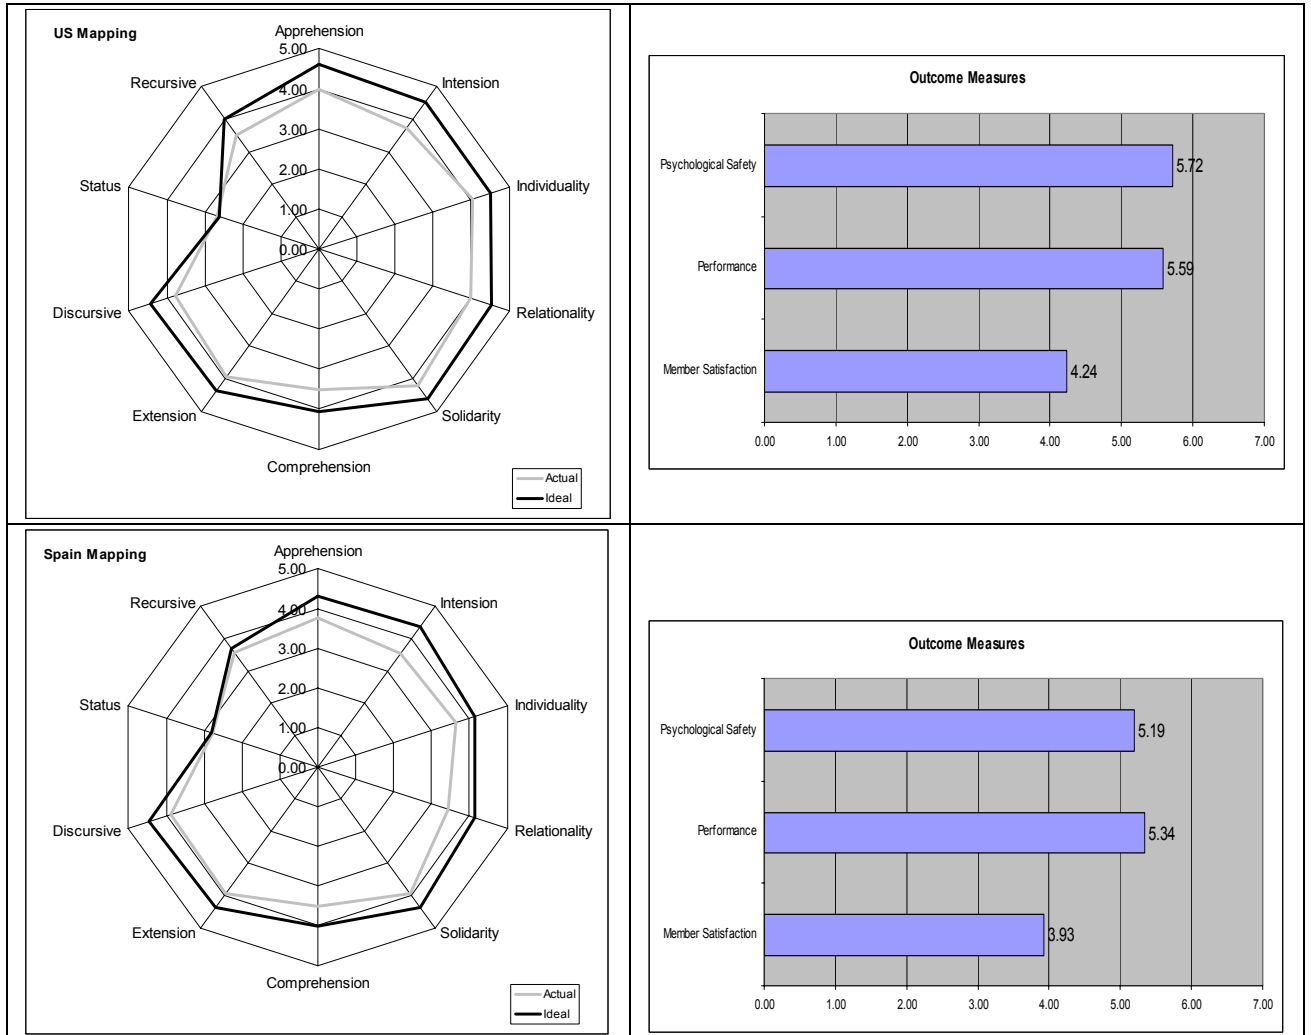 US Mapping
Apprehension
Intension
Individuality
Relationality
Solidarity
Comprehension
Extension
Discursive
Status
Recursive
5.00
4.00
3.00
2.00
1.00
0.00
Actual
Ideal
Outcome Measures
Psychological Safety
5.72
Performance
5.59
Member Satisfaction
4.24
0.00 1.00 2.00 3.00 4.00 5.00 6.00 7.00
Spain Mapping
Apprehension
Intension
Individuality
Relationality
Solidarity
Comprehension
Extension
Discursive
Status
Recursive
5.00
4.00
3.00
2.00
1.00
0.00
Actual
Ideal
Outcome Measures
Psychological Safety
5.19
Performance
5.34
Member Satisfaction
3.93
0.00 1.00 2.00 3.00 4.00 5.00 6.00 7.00